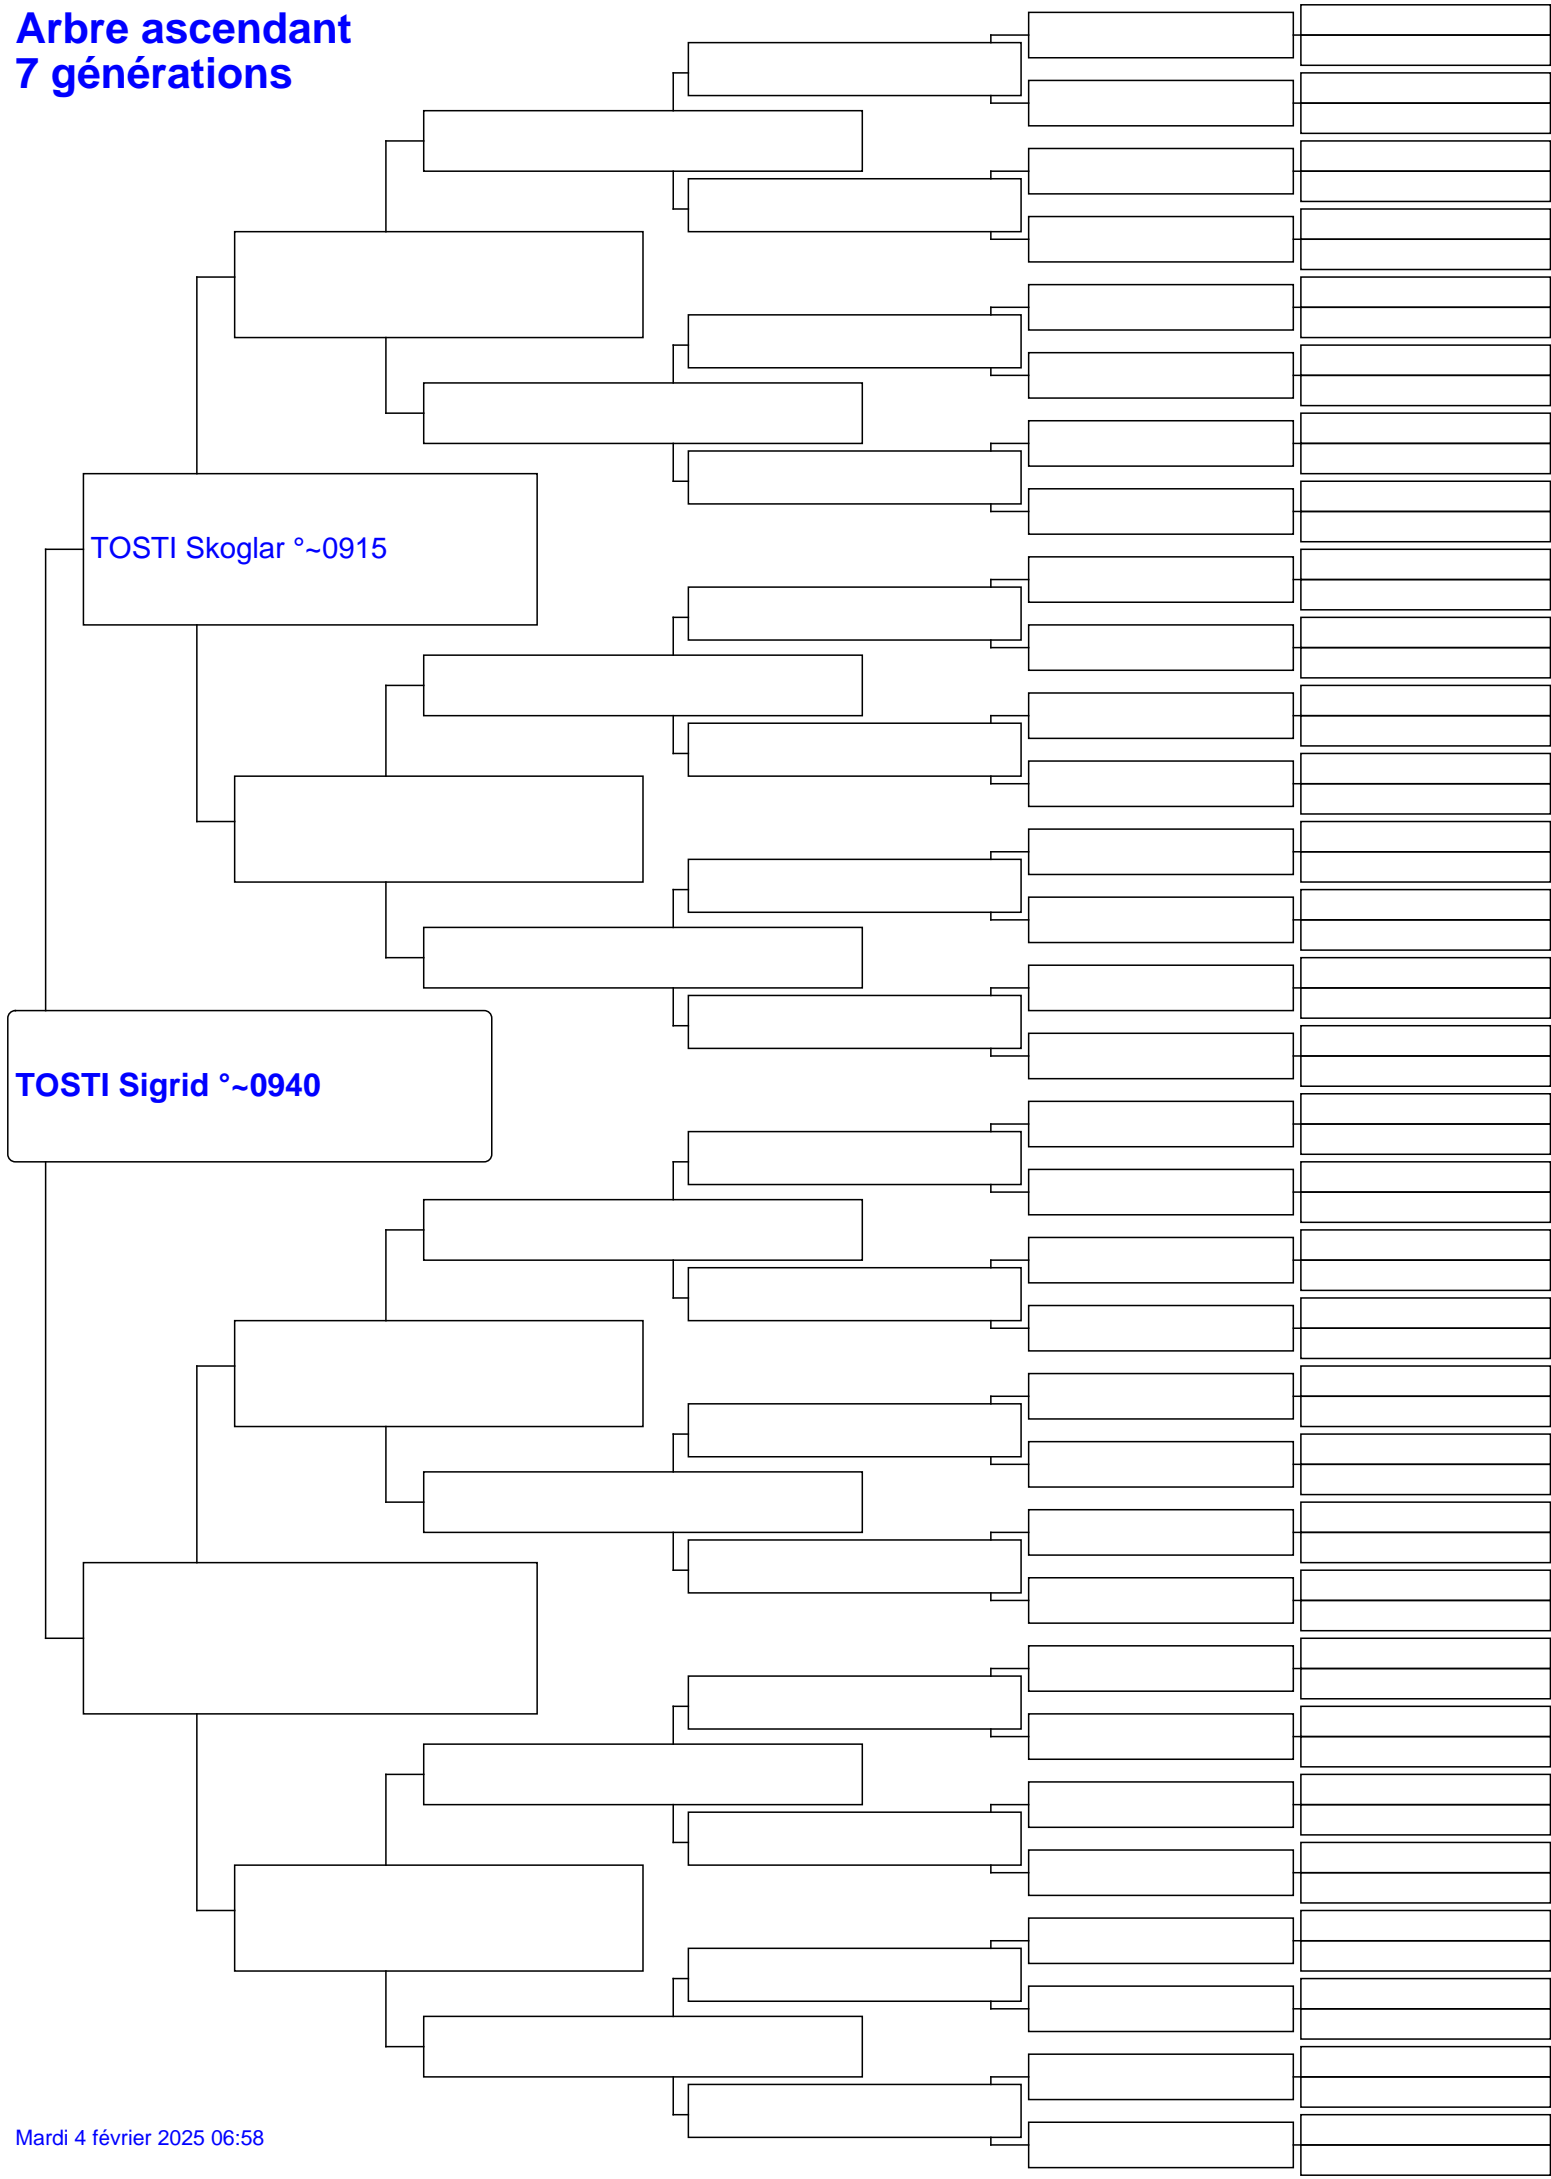 Arbre ascendant
7 générations
TOSTI Skoglar °~0915
TOSTI Sigrid °~0940
Mardi 4 février 2025 06:58